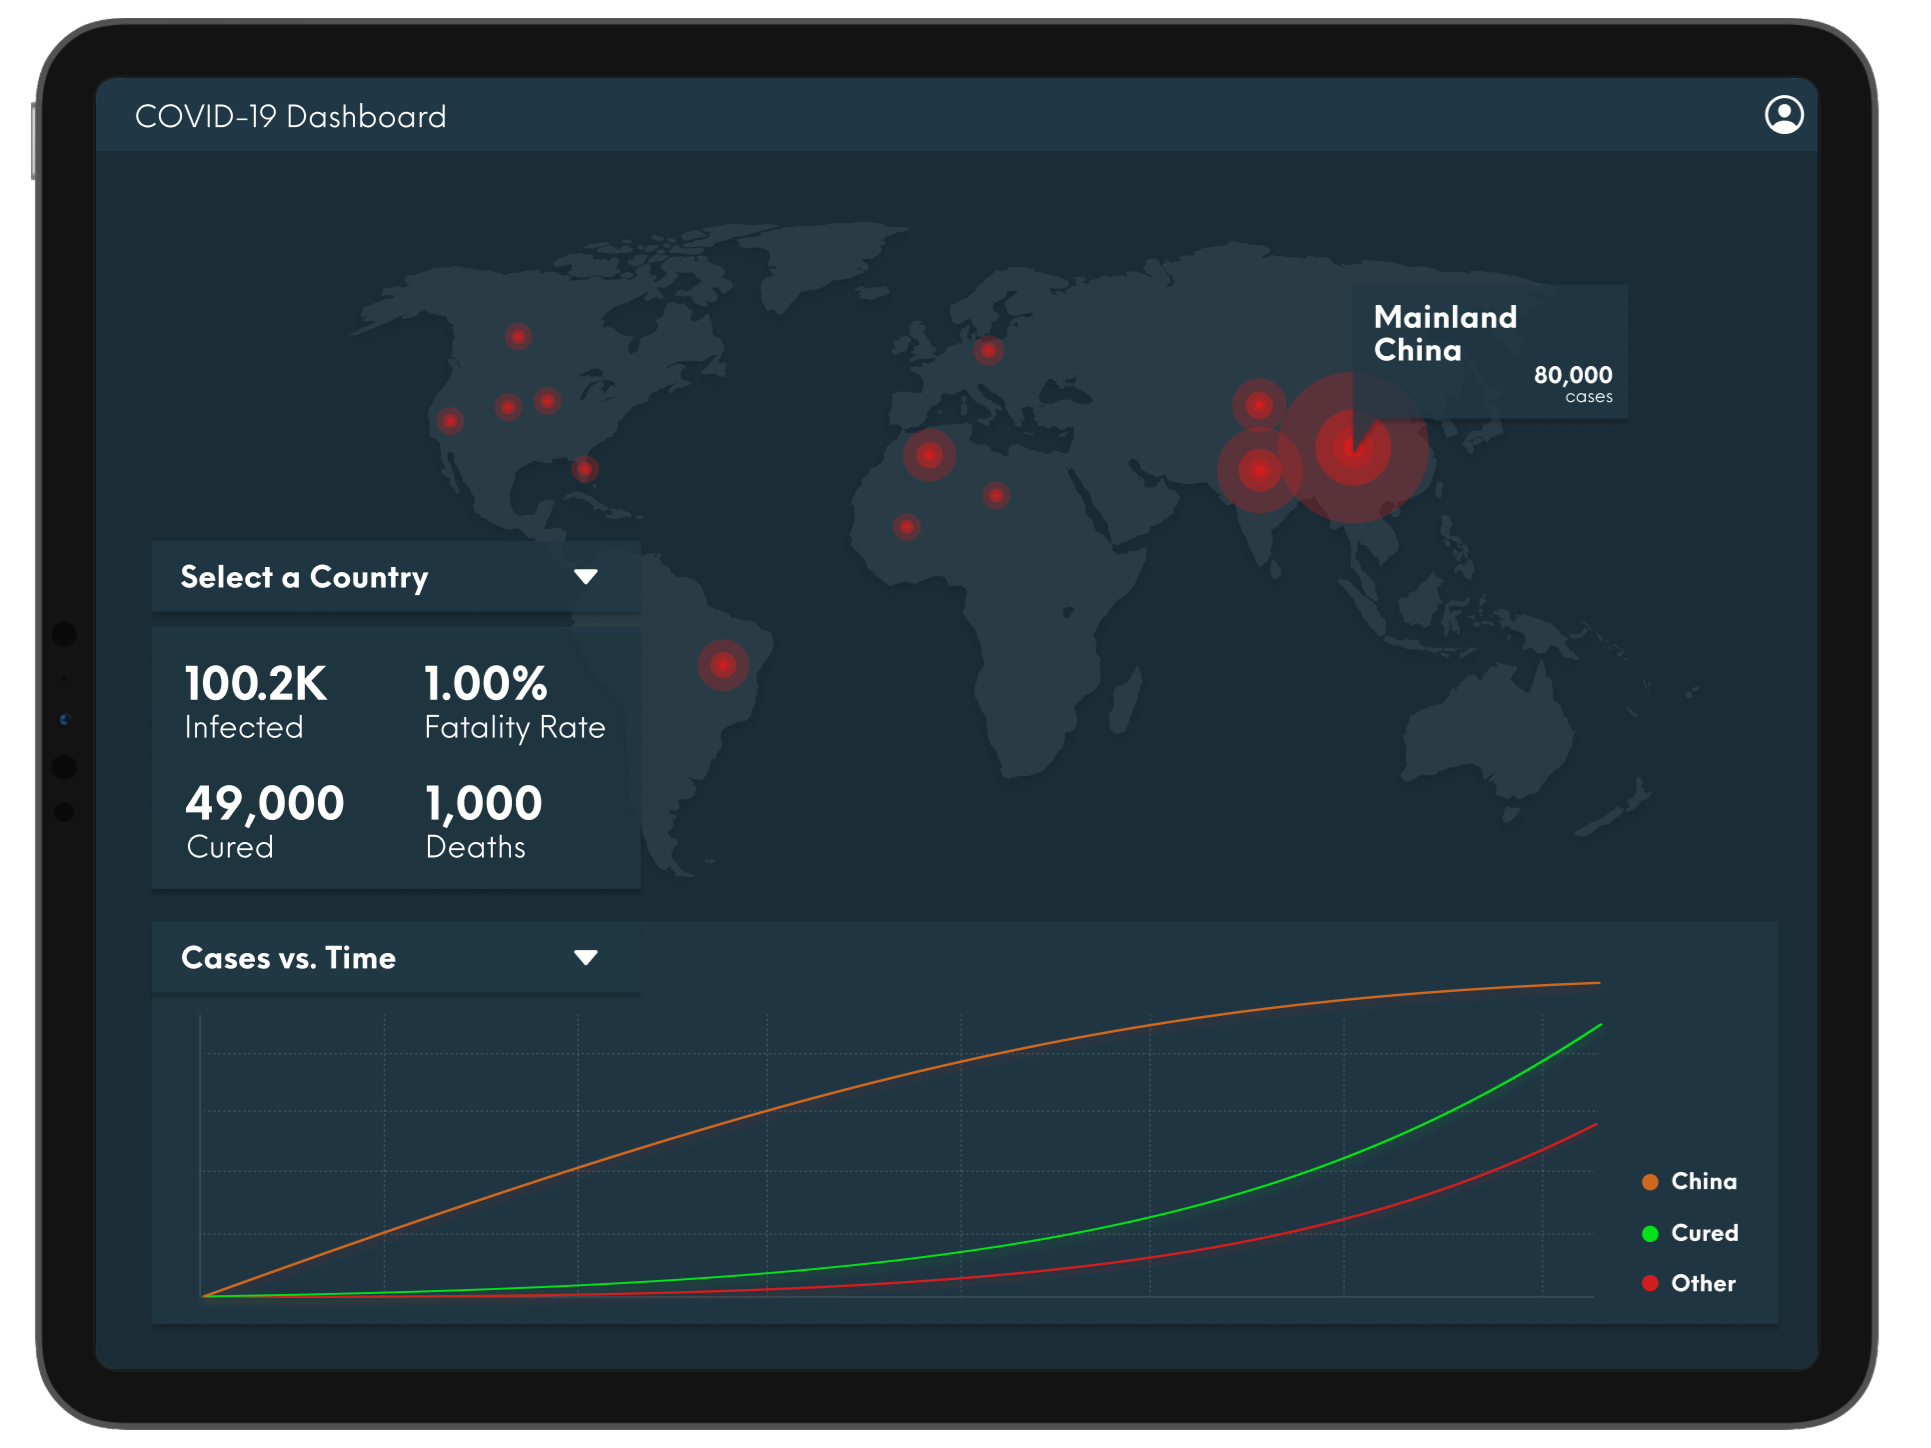 COVID-19 Dashboard
Mainland
China
80,000
cases
Select a Country
100.2K
Infected
1.00%
Fatality Rate
49,000
Cured
1,000
Deaths
Cases vs. Time
China
Cured
Other